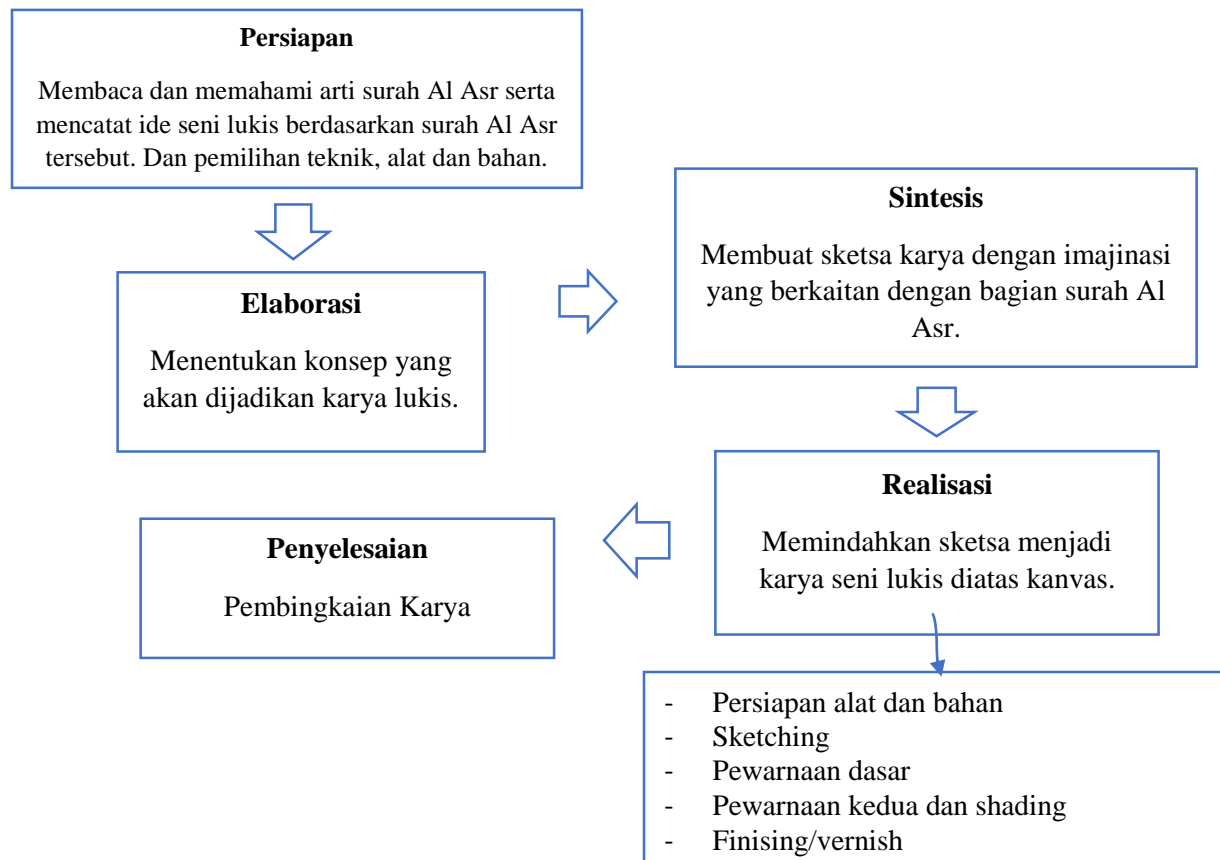 Persiapan
Membaca dan memahami arti surah Al Asr serta
mencatat ide seni lukis berdasarkan surah Al Asr
tersebut. Dan pemilihan teknik, alat dan bahan.
Elaborasi
Menentukan konsep yang
akan dijadikan karya lukis.
Sintesis
Membuat sketsa karya dengan imajinasi
yang berkaitan dengan bagian surah Al
Asr.
Realisasi
Memindahkan sketsa menjadi
karya seni lukis diatas kanvas.
- Persiapan alat dan bahan
- Sketching
- Pewarnaan dasar
- Pewarnaan kedua dan shading
- Finising/vernish
Penyelesaian
Pembingkaian Karya